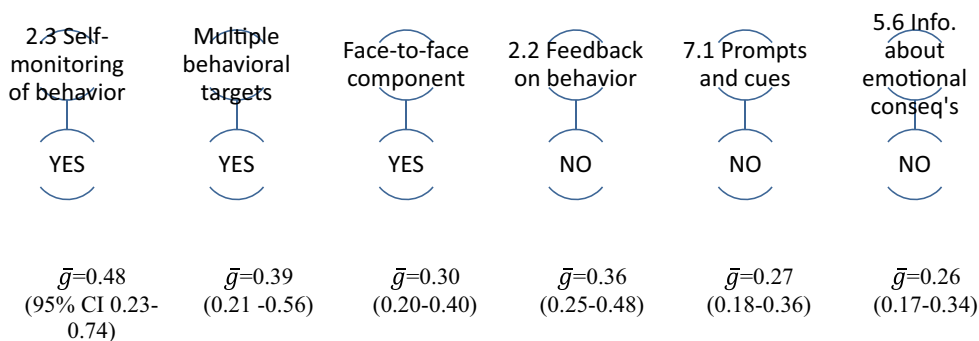 2.3 Self-
monitoring
of behavior
Multiple
behavioral
targets
Face-to-face
component
2.2 Feedback
on behavior
7.1 Prompts
and cues
5.6 Info.
about
emotional
conseq's
YES
YES
YES
NO
NO
NO
g̅=0.48
(95% CI 0.23-
0.74)
g̅=0.39
(0.21 -0.56)
g̅=0.30
(0.20-0.40)
g̅=0.36
(0.25-0.48)
g̅=0.27
(0.18-0.36)
g̅=0.26
(0.17-0.34)